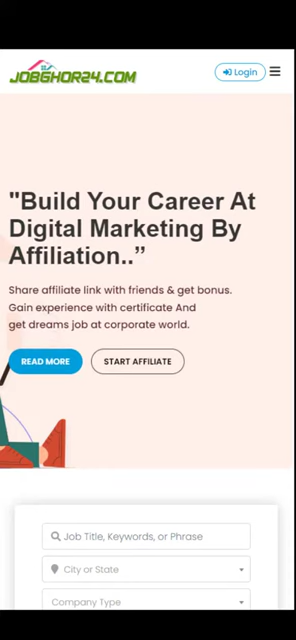 JOBGHOR24.COM
Login
"Build Your Career At
Digital Marketing By
Affiliation..”
Share affiliate link with friends & get bonus.
Gain experience with certificate And
get dreams job at corporate world.
READ MORE
START AFFILIATE
Job Title, Keywords, or Phrase
City or State
Company Type